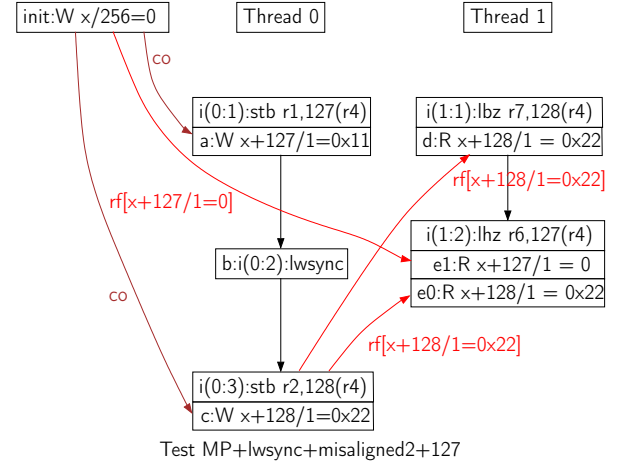 init:W x/256=0
Thread 0
Thread 1
co
i(0:1):stb r1,127(r4)
a:W x+127/1=0x11
i(1:1):lbz r7,128(r4)
d:R x+128/1 = 0x22
rf[x+128/1=0x22]
rf[x+127/1=0]
i(1:2):lhz r6,127(r4)
e1:R x+127/1 = 0
e0:R x+128/1 = 0x22
b:i(0:2):lwsync
co
rf[x+128/1=0x22]
i(0:3):stb r2,128(r4)
c:W x+128/1=0x22
Test MP+lwsync+misaligned2+127